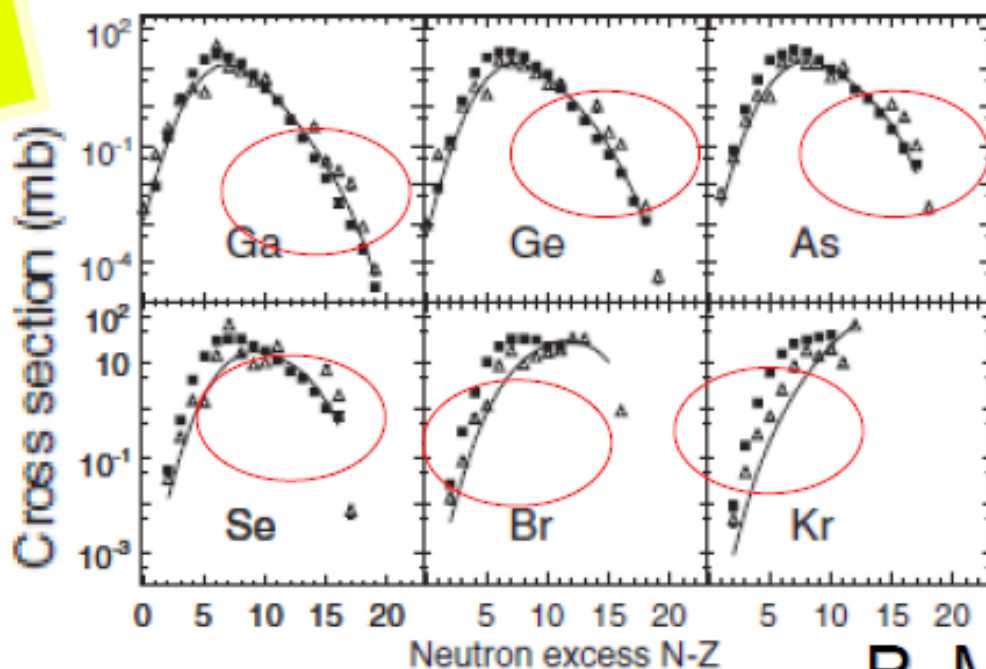 Cross section (mb)
10²
10⁻¹
10⁻⁴
Ga
Ge
As
10²
10
10⁻¹
10⁻³
Se
Br
Kr
0 5 10 15 20 5 10 15 20 5 10 15 20
Neutron excess N-Z